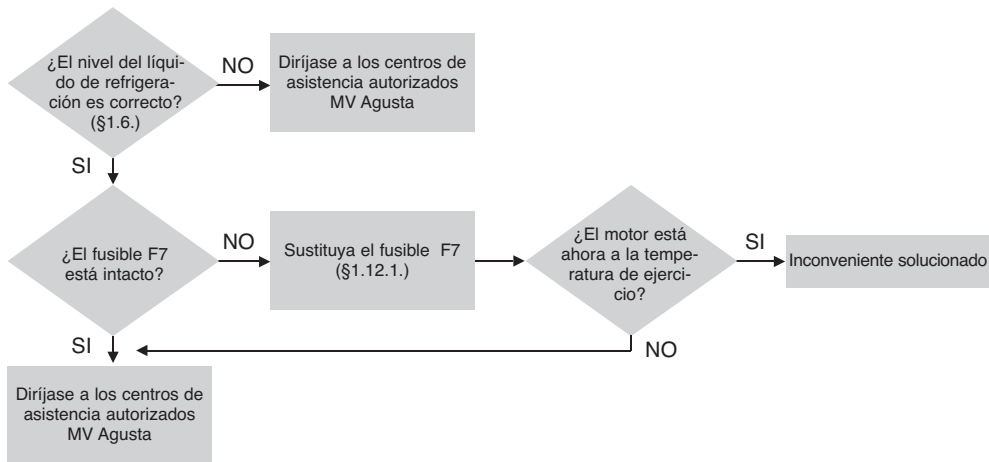 ¿El nivel del líqui-
do de refrigera-
ción es correcto?
(§1.6.)
NO
Diríjase a los centros de
asistencia autorizados
MV Agusta
SI
¿El fusible F7
está intacto?
NO
Sustituya el fusible F7
(§1.12.1.)
¿El motor está
ahora a la tempe-
ratura de ejerci-
cio?
SI
Inconveniente solucionado
SI
NO
Diríjase a los centros de
asistencia autorizados
MV Agusta